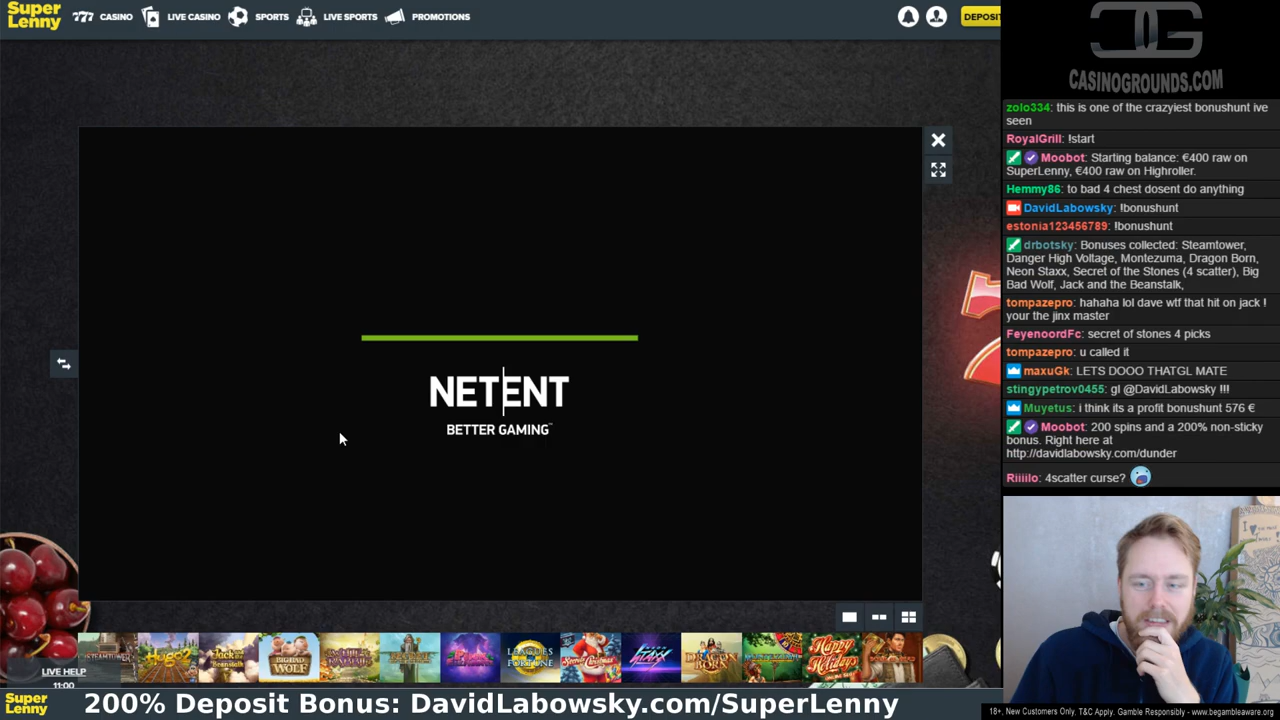 Super Lenny
777 CASINO LIVE CASINO SPORTS LIVE SPORTS PROMOTIONS
DEPOSIT
NETENT
BETTER GAMING™
BIG BAD WOLF
LIVE HELP
11:00
Super Lenny
200% Deposit Bonus: DavidLabowsky.com/SuperLenny
CASINOGROUNDS.COM
zolo334: this is one of the crazyiest bonushunt ive
seen
RoyalGrill: !start
Moobot: Starting balance: €400 raw on
SuperLenny, €400 raw on Highroller.
Hemmy86: to bad 4 chest dosent do anything
DavidLabowsky: !bonushunt
estonia123456789: !bonushunt
drbotsky: Bonuses collected: Steamtower,
Danger High Voltage, Montezuma, Dragon Born,
Neon Staxx, Secret of the Stones (4 scatter), Big
Bad Wolf, Jack and the Beanstalk,
tompazepro: hahaha lol dave wtf that hit on jack !
your the jinx master
FeyenoordFc: secret of stones 4 picks
tompazepro: u called it
maxuGk: LETS DOOO THATGL MATE
stingypetrov0455: gl @DavidLabowsky !!!
Muyetus: i think its a profit bonushunt 576 €
Moobot: 200 spins and a 200% non-sticky
bonus. Right here at
http://davidlabowsky.com/dunder
Riiiilo: 4scatter curse?
18+, New Customers Only, T&C Apply, Gamble Responsibly - www.begambleaware.org